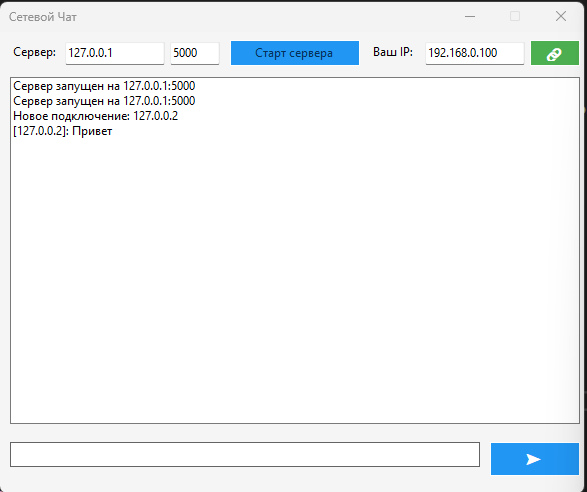 Сетевой Чат
Сервер: 127.0.0.1 5000 Старт сервера Ваш IP: 192.168.0.100
Сервер запущен на 127.0.0.1:5000
Сервер запущен на 127.0.0.1:5000
Новое подключение: 127.0.0.2
[127.0.0.2]: Привет